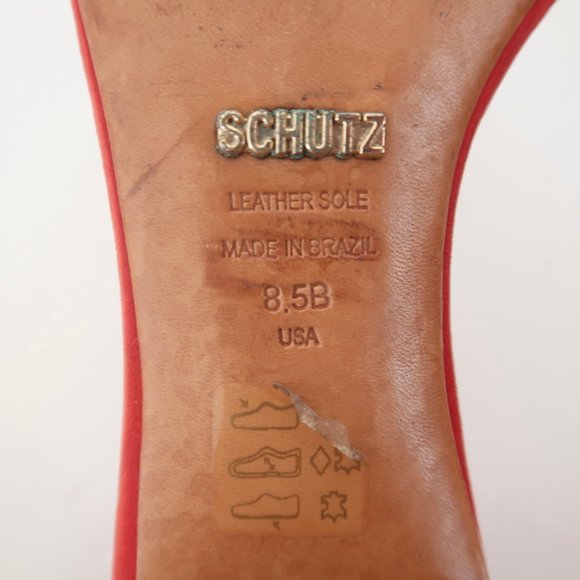 SCHUTZ
LEATHER SOLE
MADE IN BRAZIL
8.5B
USA